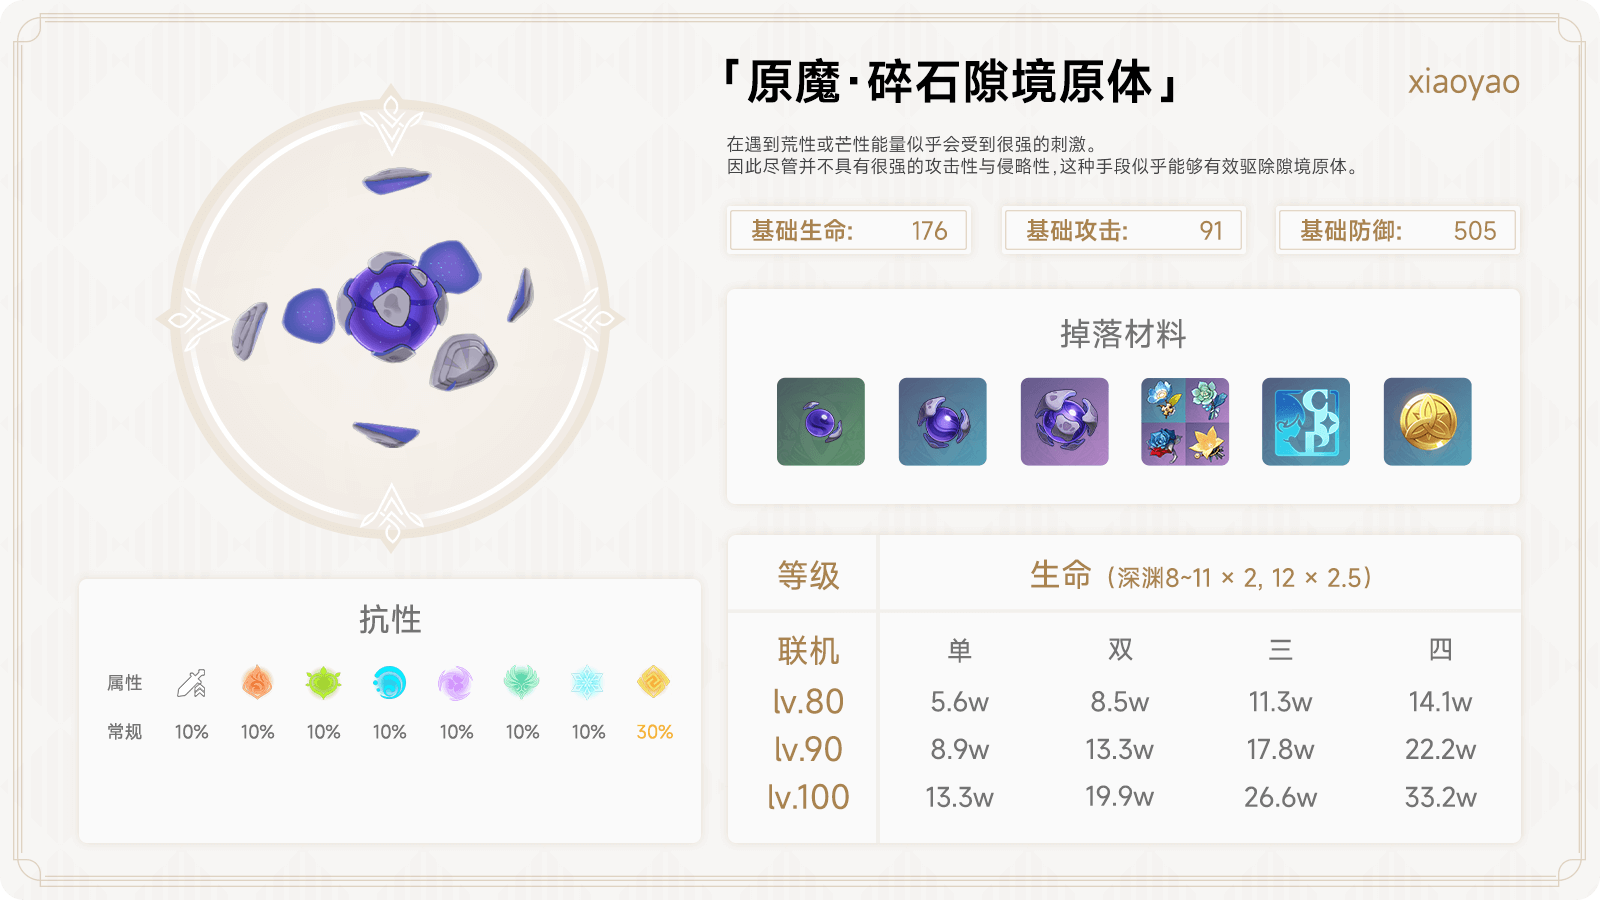 「原魔·碎石隙境原体」
xiaoyao
在遇到荒性或芒性能量似乎会受到很强的刺激。
因此尽管并不具有很强的攻击性与侵略性,这种手段似乎能够有效驱除隙境原体。
基础生命: 176
基础攻击: 91
基础防御: 505
掉落材料
抗性
属性
常规 10% 10% 10% 10% 10% 10% 10% 30%
等级 生命 (深渊8~11 × 2, 12 × 2.5)
联机 单 双 三 四
lv.80 5.6w 8.5w 11.3w 14.1w
lv.90 8.9w 13.3w 17.8w 22.2w
lv.100 13.3w 19.9w 26.6w 33.2w